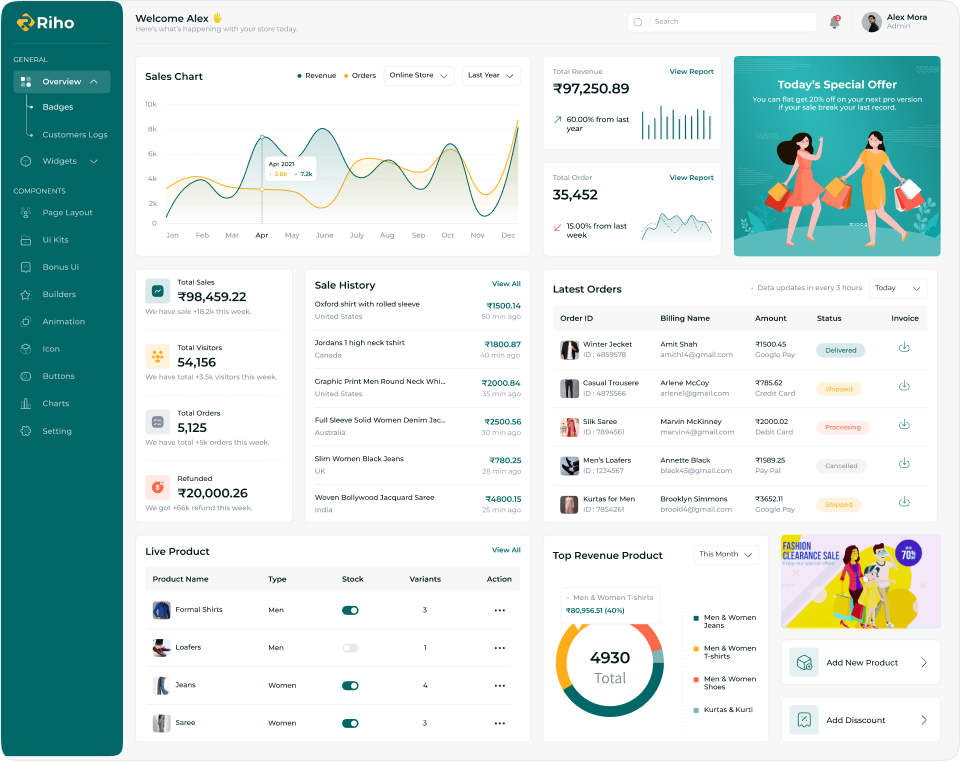 Riho
GENERAL
Overview
Badges
Customers Logs
Widgets
COMPONENTS
Page Layout
Ui Kits
Bonus Ui
Builders
Animation
Icon
Buttons
Charts
Setting
Welcome Alex
Here's what's happening with your store today.
Search
2
Alex Mora
Admin
Sales Chart
Revenue
Orders
Online Store
Last Year
10k
8k
6k
4k
2k
0
Apr 2021
3.8k
7.2k
Jan Feb Mar Apr May June July Aug Sep Oct Nov Dec
Total Revenue
View Report
₹97,250.89
60.00% from last
year
Total Order
View Report
35,452
15.00% from last
week
Today's Special Offer
You can flat get 20% off on your next pro version
if your sale break your last record.
Total Sales
₹98,459.22
We have sale +18.2k this week.
Total Visitors
54,156
We have total +3.5k visitors this week.
Total Orders
5,125
We have total +5k orders this week.
Refunded
₹20,000.26
We got +66k refund this week.
Sale History
View All
Oxford shirt with rolled sleeve ₹1500.14
United States 50 min ago
Jordans 1 high neck tshirt ₹1800.87
Canada 40 min ago
Graphic Print Men Round Neck Whi... ₹2000.84
United States 35 min ago
Full Sleeve Solid Women Denim Jac... ₹2500.56
Australia 30 min ago
Slim Women Black Jeans ₹780.25
UK 28 min ago
Woven Bollywood Jacquard Saree ₹4800.15
India 25 min ago
Latest Orders
Data updates in every 3 hours
Today
Order ID Billing Name Amount Status Invoice
Winter Jecket Amit Shah ₹1500.45 Delivered
ID : 4859578 amith14@gmail.com Google Pay
Casual Trousere Arlene McCoy ₹785.62 Shipped
ID : 4875566 arlene1@gmail.com Credit Card
Silk Saree Marvin McKinney ₹2000.02 Processing
ID : 7894561 marvin4@gmail.com Debit Card
Men's Loafers Annette Black ₹1589.25 Cancelled
ID : 1234567 black45@gmail.com Pay Pal
Kurtas for Men Brooklyn Simmons ₹3652.11 Shipped
ID : 7854261 brookl4@gmail.com Google Pay
Live Product
View All
Product Name Type Stock Variants Action
Formal Shirts Men 3
Loafers Men 1
Jeans Women 4
Saree Women 3
Top Revenue Product
This Month
Men & Women T-shirts
₹80,956.51 (40%)
4930
Total
Men & Women
Jeans
Men & Women
T-shirts
Men & Women
Shoes
Kurtas & Kurti
FASHION
CLEARANCE SALE
Enjoy our special offers!
70%
Add New Product
Add Disscount